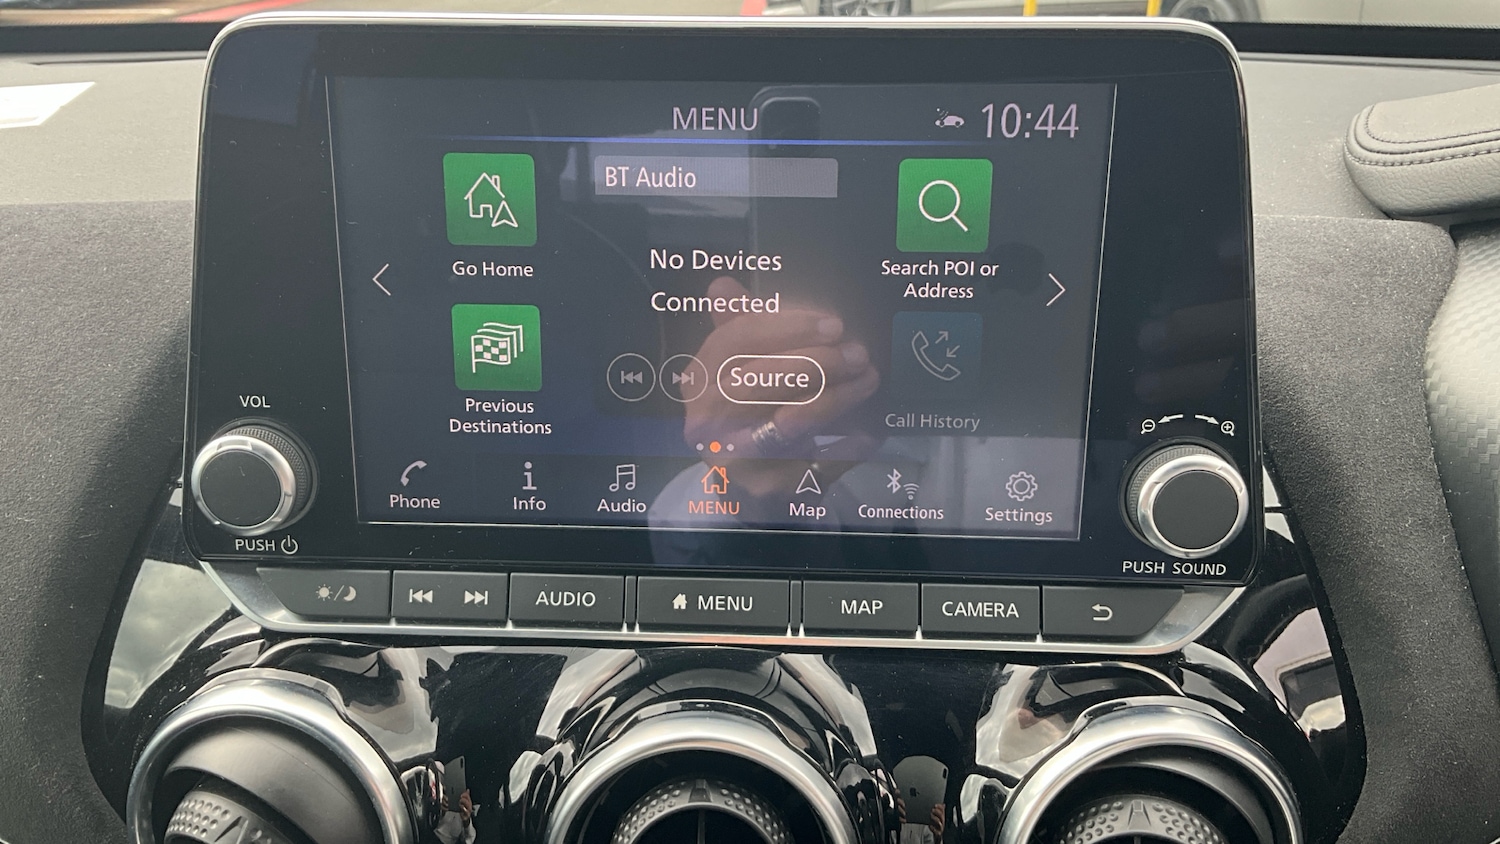 MENU
10:44
BT Audio
Go Home
No Devices
Connected
Search POI or
Address
Previous
Destinations
Source
Call History
Phone
Info
Audio
MENU
Map
Connections
Settings
VOL
PUSH
PUSH SOUND
AUDIO
MENU
MAP
CAMERA